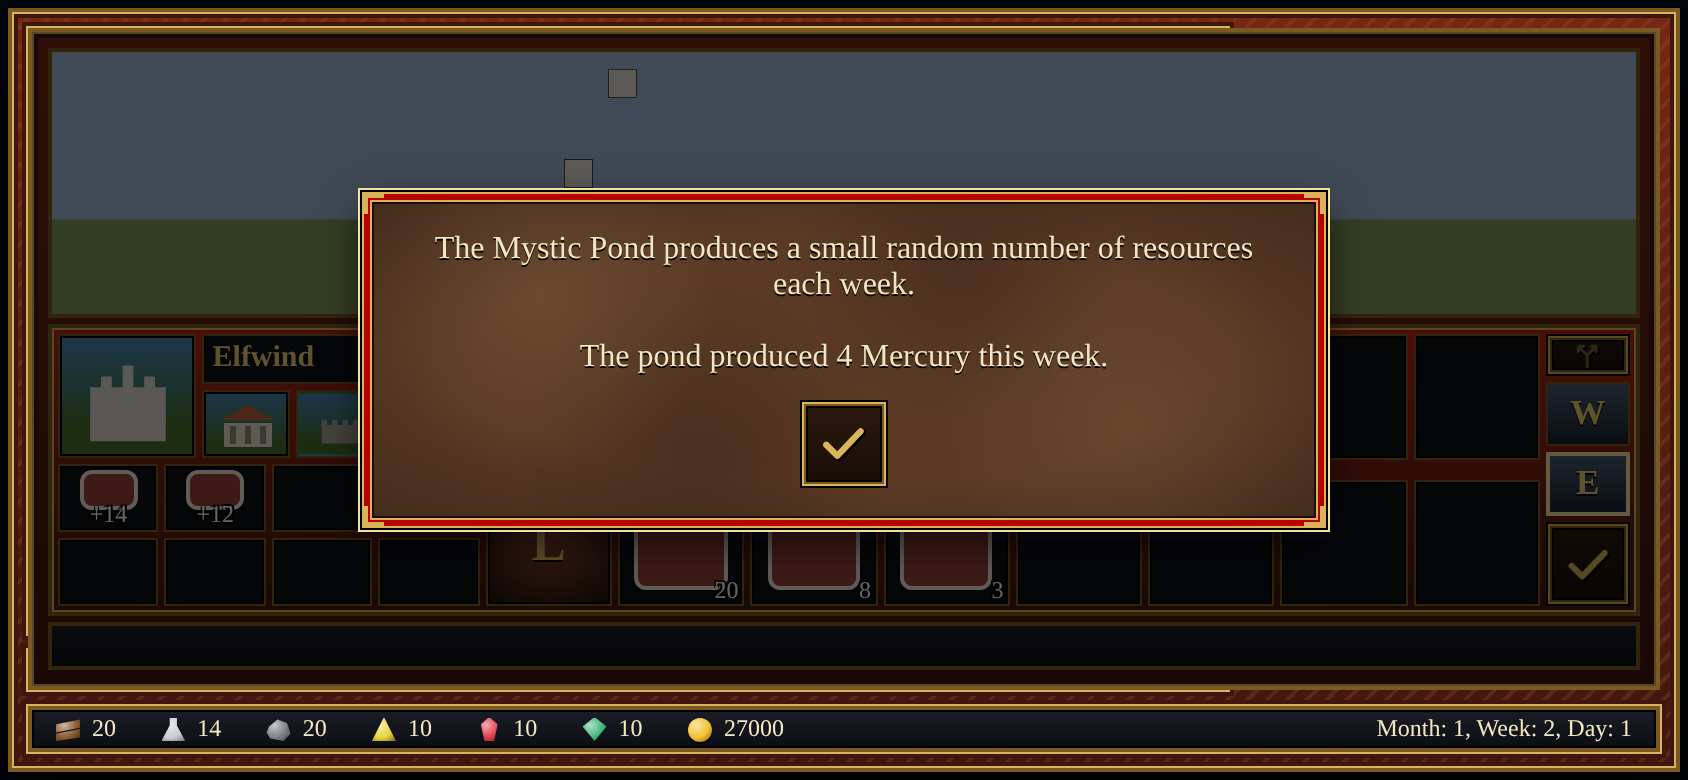 The Mystic Pond produces a small random number of resources
each week.
The pond produced 4 Mercury this week.
Elfwind
W
E
+14
+12
L
20
8
3
20
14
20
10
10
10
27000
Month: 1, Week: 2, Day: 1